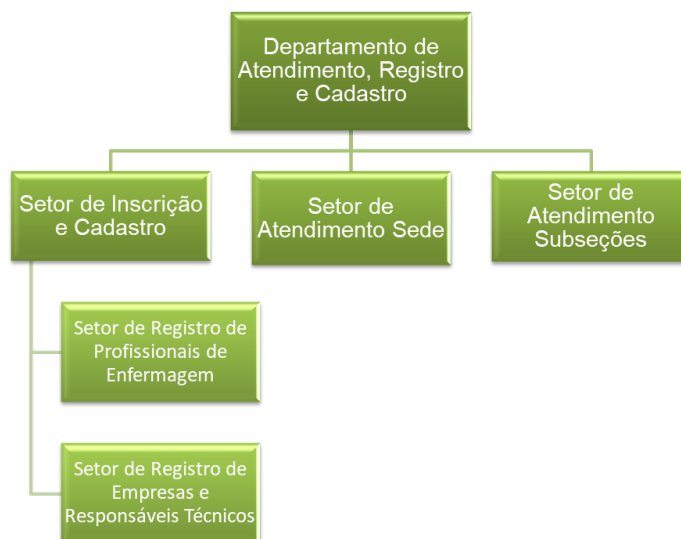 Departamento de
Atendimento, Registro
e Cadastro
Setor de Inscrição
e Cadastro
Setor de
Atendimento Sede
Setor de
Atendimento
Subseções
Setor de Registro de
Profissionais de
Enfermagem
Setor de Registro de
Empresas e
Responsáveis Técnicos